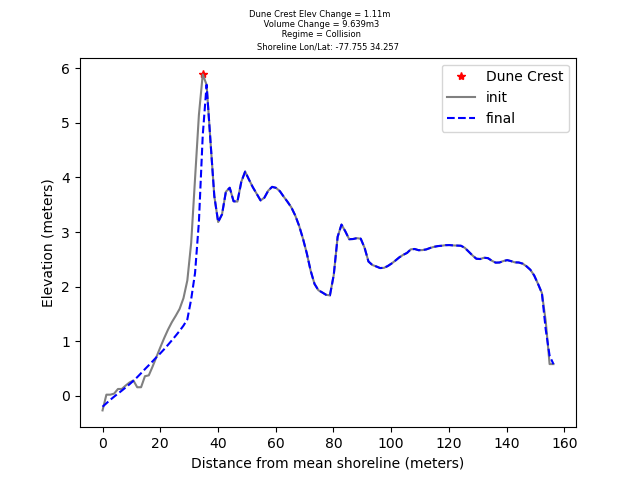 Dune Crest Elev Change = 1.11m
Volume Change = 9.639m3
Regime = Collision
Shoreline Lon/Lat: -77.755 34.257
Dune Crest
init
final
6
5
4
3
2
1
0
Elevation (meters)
0 20 40 60 80 100 120 140 160
Distance from mean shoreline (meters)